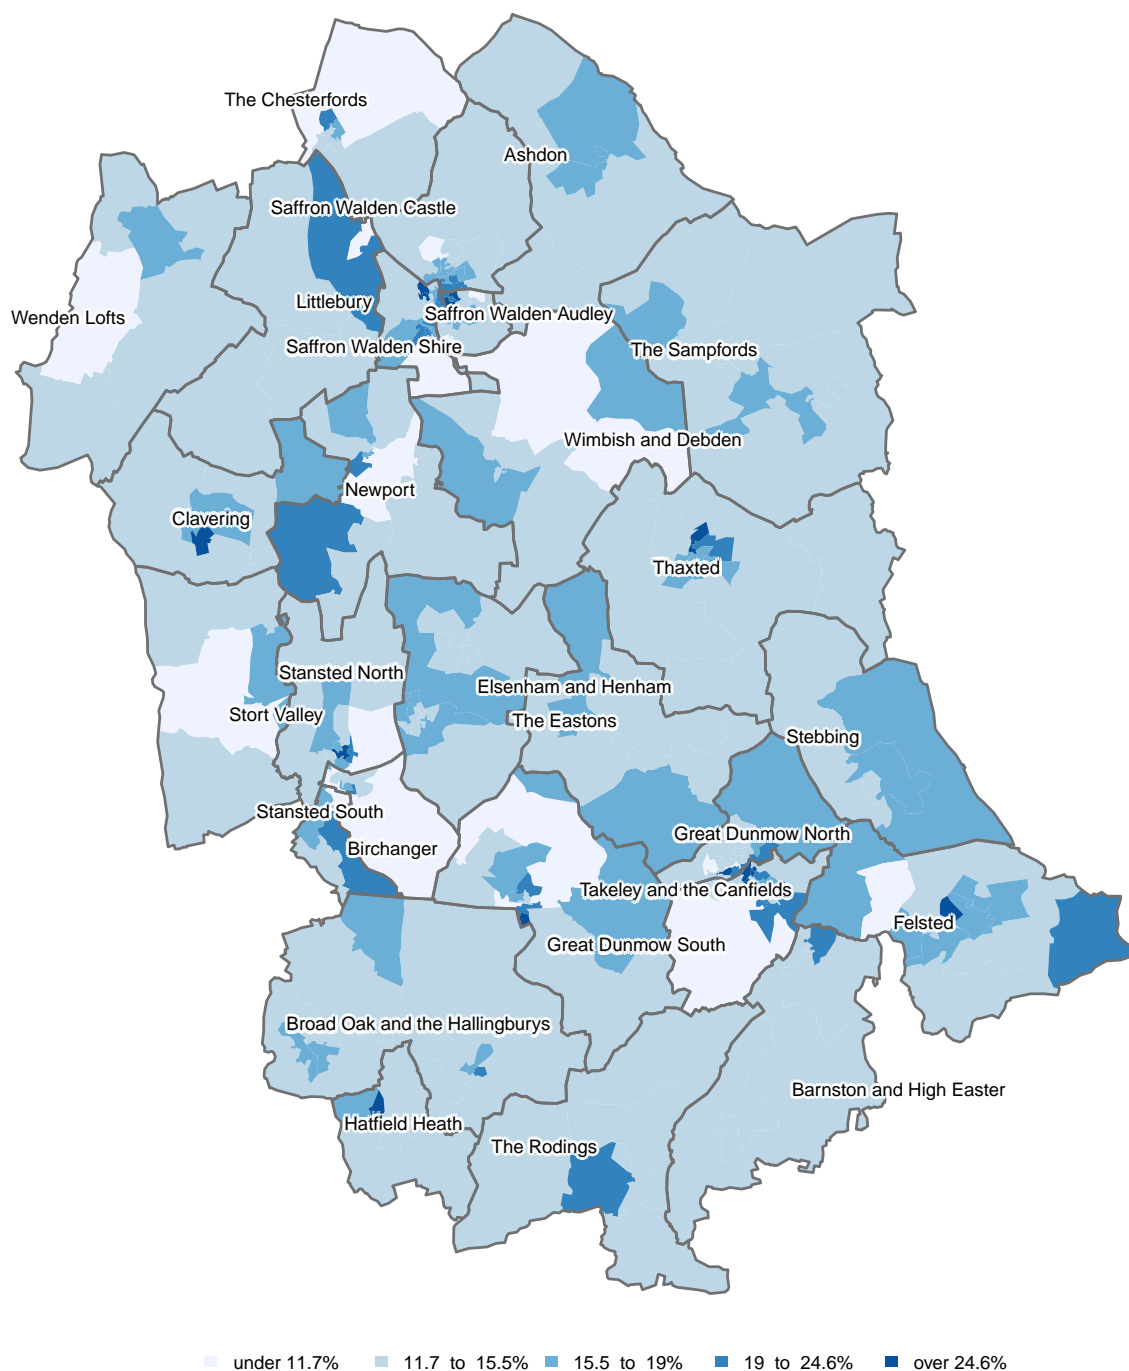 The Chesterfords
Ashdon
Saffron Walden Castle
Littlebury
Saffron Walden Audley
Wenden Lofts
Saffron Walden Shire
The Sampfords
Wimbish and Debden
Newport
Clavering
Thaxted
Stansted North
Elsenham and Henham
Stort Valley
The Eastons
Stebbing
Stansted South
Great Dunmow North
Birchanger
Takeley and the Canfields
Felsted
Great Dunmow South
Broad Oak and the Hallingburys
Barnston and High Easter
Hatfield Heath
The Rodings
under 11.7% 11.7 to 15.5% 15.5 to 19% 19 to 24.6% over 24.6%